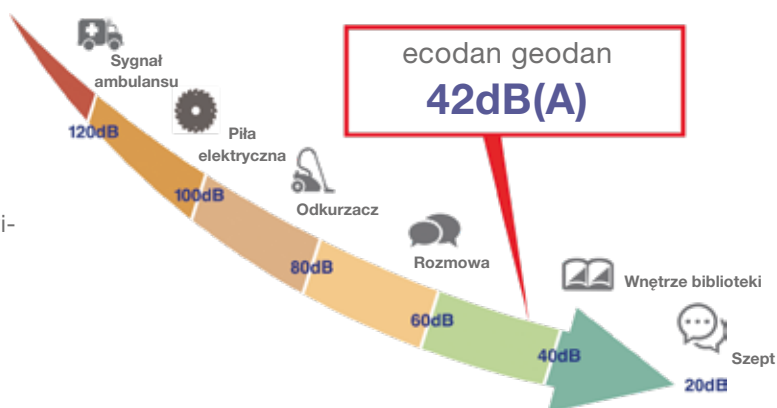 ecodan geodan
42dB(A)
Sygnał
ambulansu
120dB
Piła
elektryczna
100dB
Odkurzacz
80dB
Rozmowa
60dB
Wnętrze biblioteki
40dB
Szept
20dB
i-